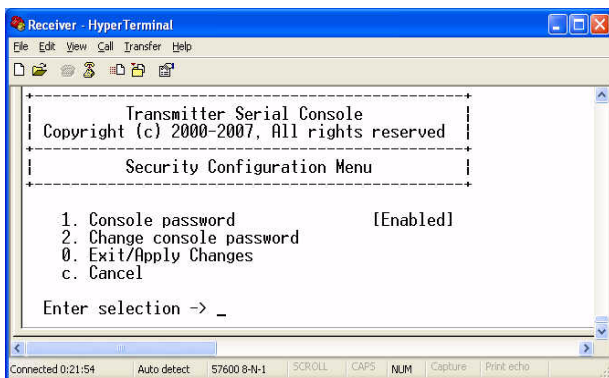 Receiver - HyperTerminal
File Edit View Call Transfer Help
Transmitter Serial Console
Copyright (c) 2000-2007, All rights reserved
Security Configuration Menu
1. Console password [Enabled]
2. Change console password
0. Exit/Apply Changes
c. Cancel
Enter selection -> _
Connected 0:21:54 Auto detect 57600 8-N-1 SCROLL CAPS NUM Capture Print echo